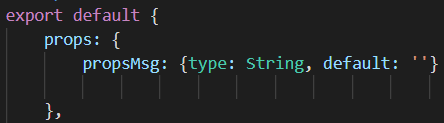 export default {
    props: {
        propsMsg: {type: String, default: ''}
    },